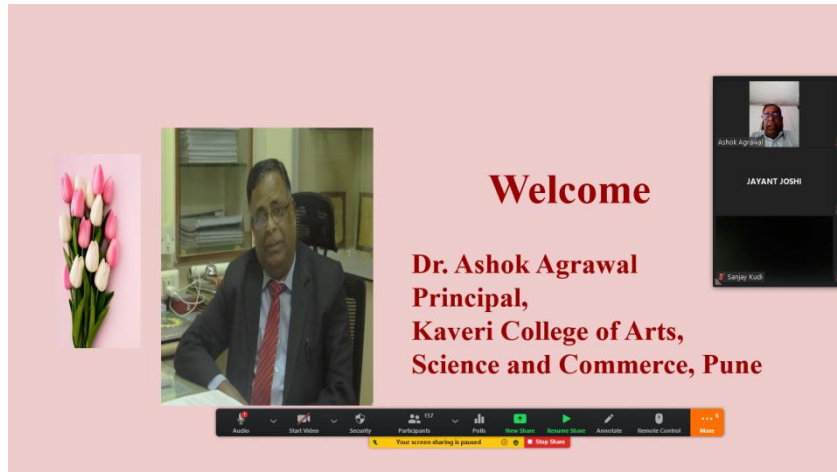 Welcome
Dr. Ashok Agrawal
Principal,
Kaveri College of Arts,
Science and Commerce, Pune
Ashok Agrawal
JAYANT JOSHI
Sanjay Kudi
157
6
Audio
Start Video
Security
Participants
Polls
New Share
Resume Share
Annotate
Remote Control
More
Your screen sharing is paused
Stop Share